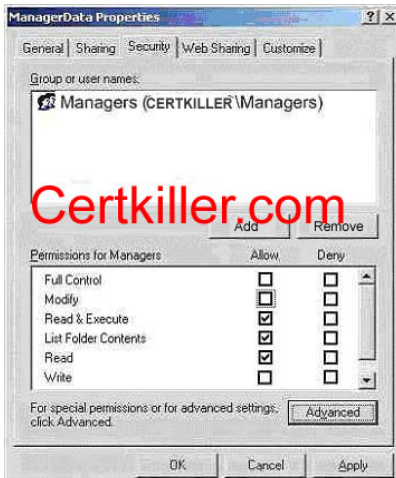 ManagerData Properties ? X
General Sharing Security Web Sharing Customize
Group or user names:
Managers (CERTKILLER\Managers)
Certkiller.com
Add Remove
Permissions for Managers Allow Deny
Full Control
Modify
Read & Execute
List Folder Contents
Read
Write
For special permissions or for advanced settings,
click Advanced.
Advanced
OK Cancel Apply